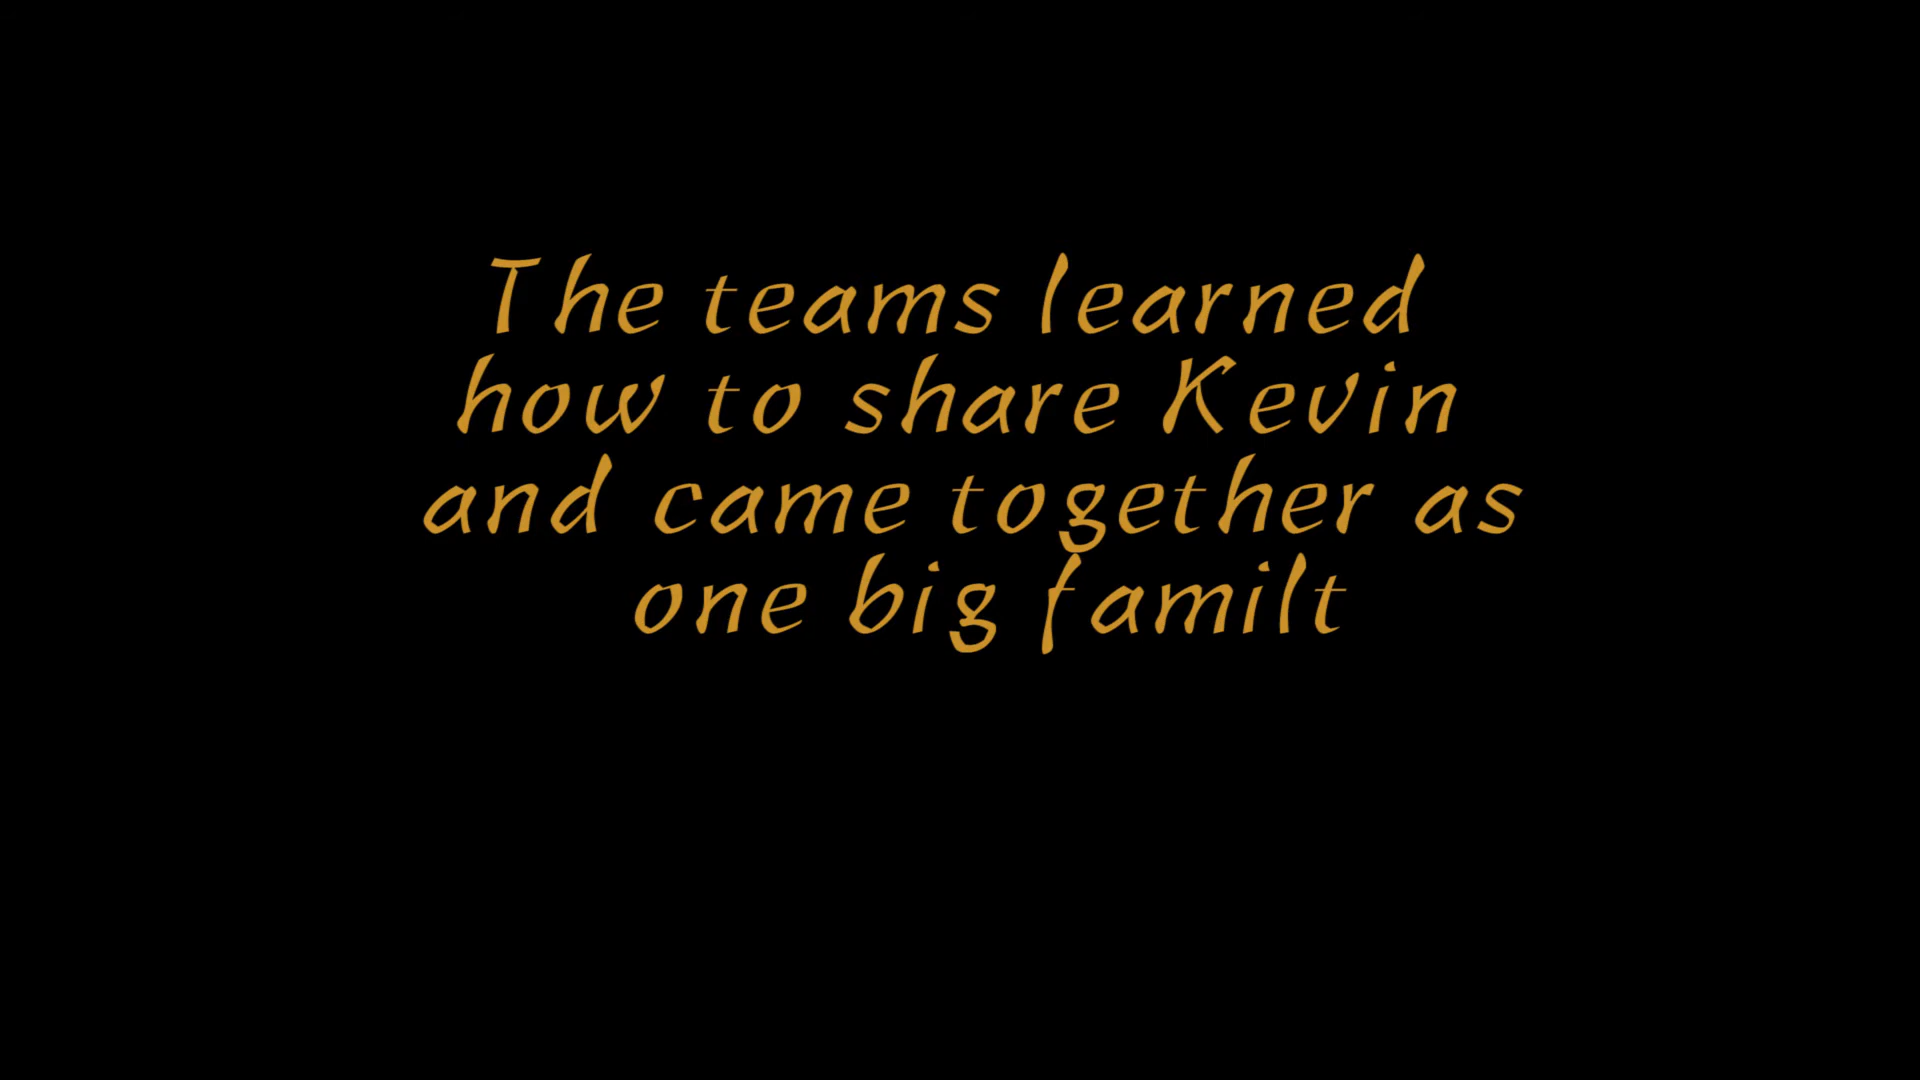 The teams learned
how to share Kevin
and came together as
one big familt